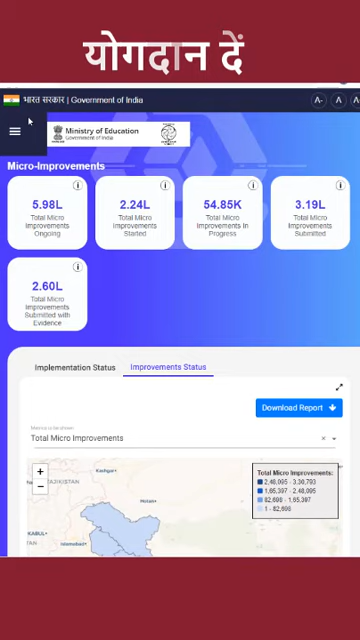 योगदान दें
भारत सरकार | Government of India
A- A A
Ministry of Education
Government of India
Micro-Improvements
5.98L
Total Micro
Improvements
Ongoing
2.24L
Total Micro
Improvements
Started
54.85K
Total Micro
Improvements In
Progress
3.19L
Total Micro
Improvements
Submitted
2.60L
Total Micro
Improvements
Submitted with
Evidence
Implementation Status
Improvements Status
Download Report
Total Micro Improvements
Kashgar
TAJIKISTAN
Hotan
KABUL
Islamabad
Total Micro Improvements:
2,48,095 - 3,30,793
1,65,397 - 2,48,095
82,698 - 1,65,397
1 - 82,698